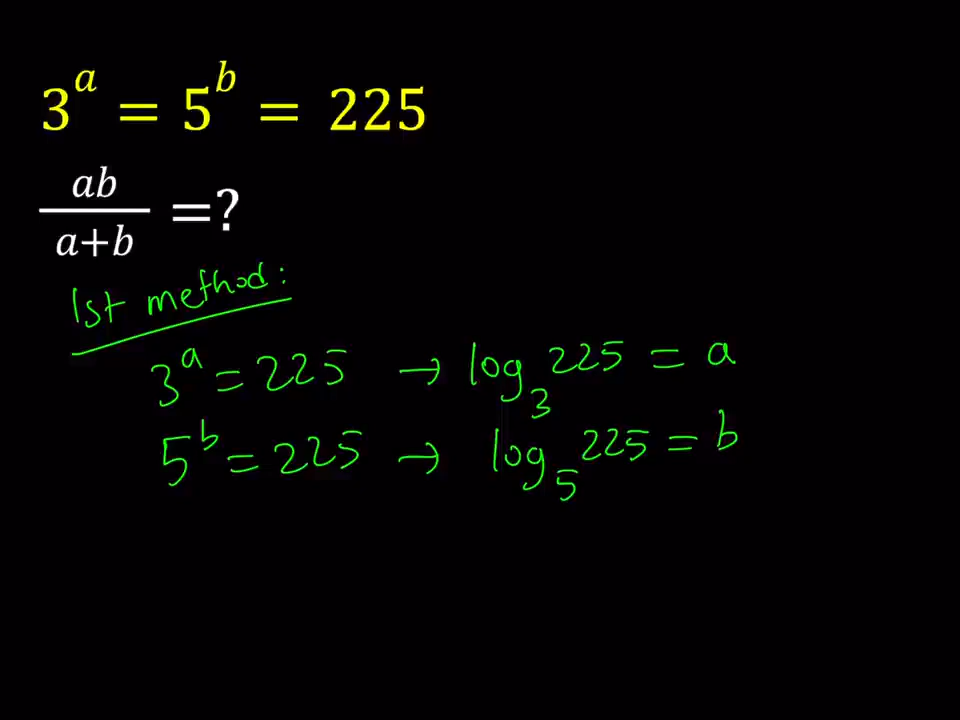 3^a = 5^b = 225
ab/a+b =?
1st method:
3^a = 225 → log_3 225 = a
5^b = 225 → log_5 225 = b